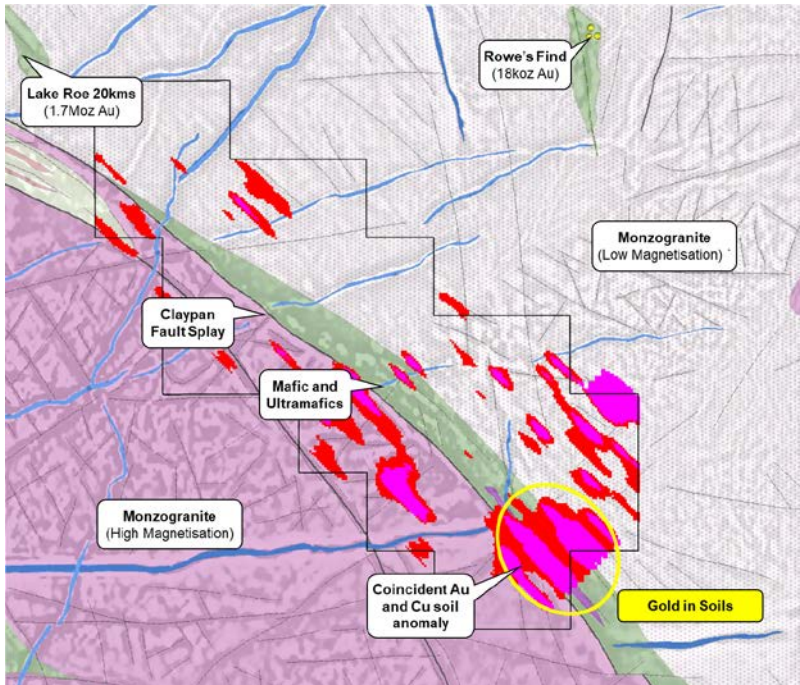 Rowe's Find
(18koz Au)
Lake Roe 20kms
(1.7Moz Au)
Monzogranite
(Low Magnetisation)
Claypan
Fault Splay
Mafic and
Ultramafics
Monzogranite
(High Magnetisation)
Coincident Au
and Cu soil
anomaly
Gold in Soils